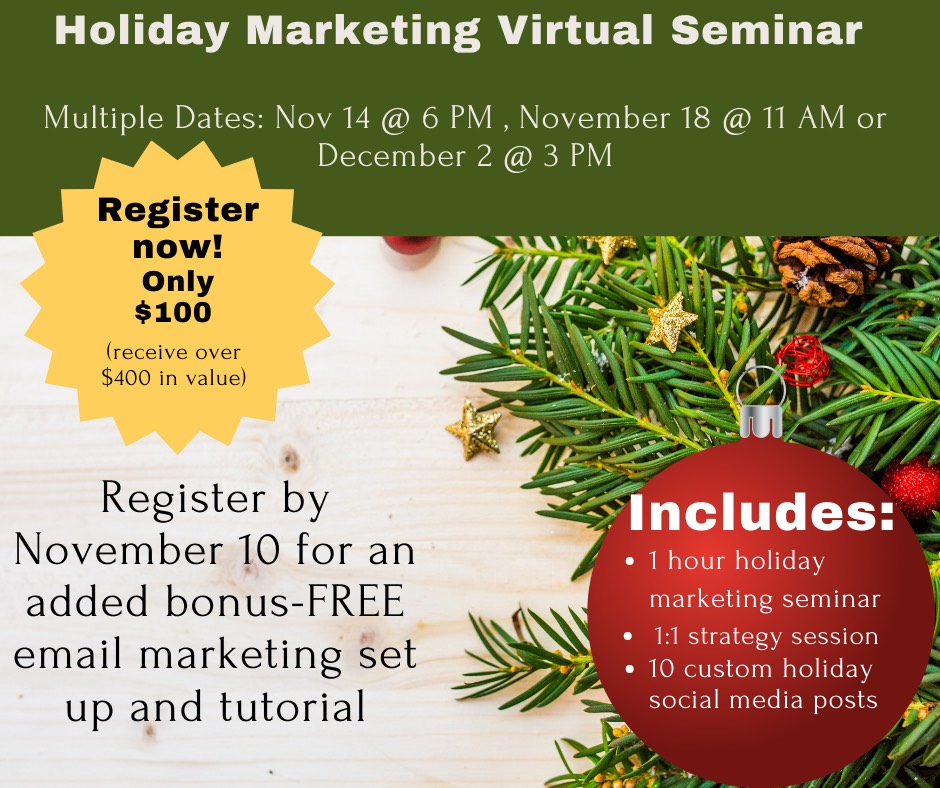 Holiday Marketing Virtual Seminar
Multiple Dates: Nov 14 @ 6 PM , November 18 @ 11 AM or
December 2 @ 3 PM
Register
now!
Only
$100
(receive over
$400 in value)
Register by
November 10 for an
added bonus-FREE
email marketing set
up and tutorial
Includes:
• 1 hour holiday
marketing seminar
• 1:1 strategy session
• 10 custom holiday
social media posts